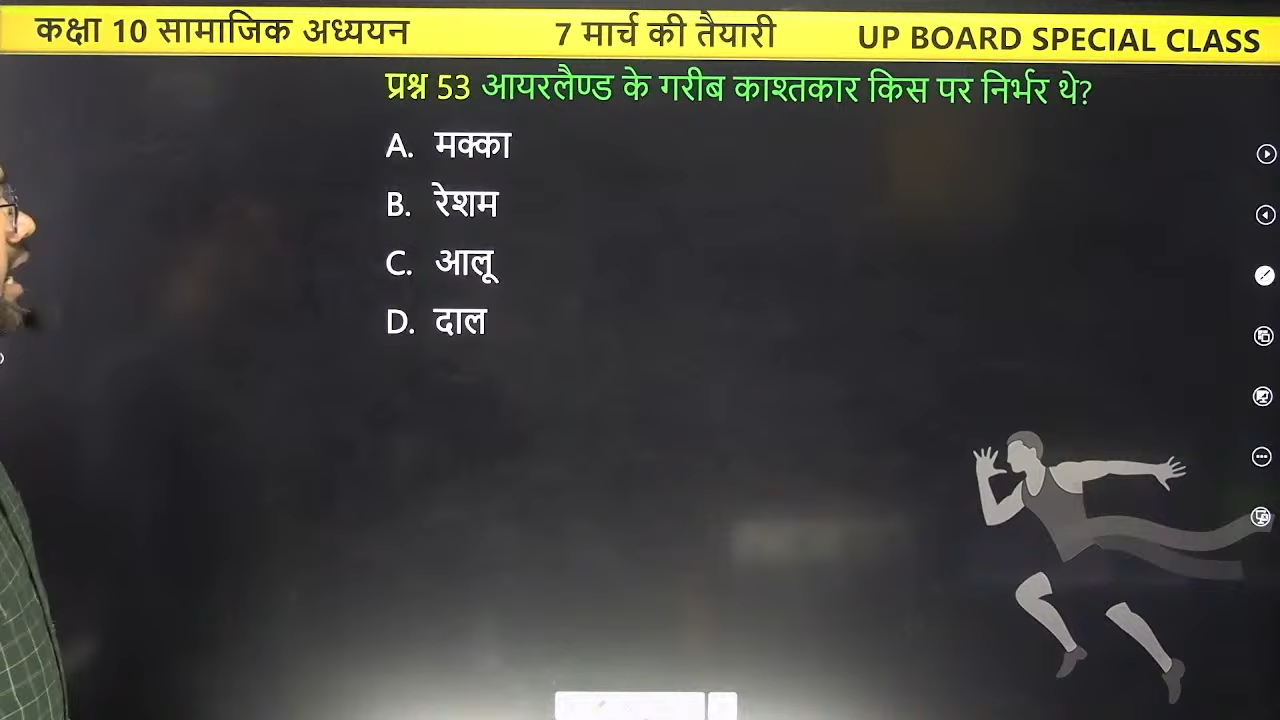 कक्षा 10 सामाजिक अध्ययन 7 मार्च की तैयारी UP BOARD SPECIAL CLASS
प्रश्न 53 आयरलैण्ड के गरीब काश्तकार किस पर निर्भर थे?
A. मक्का
B. रेशम
C. आलू
D. दाल